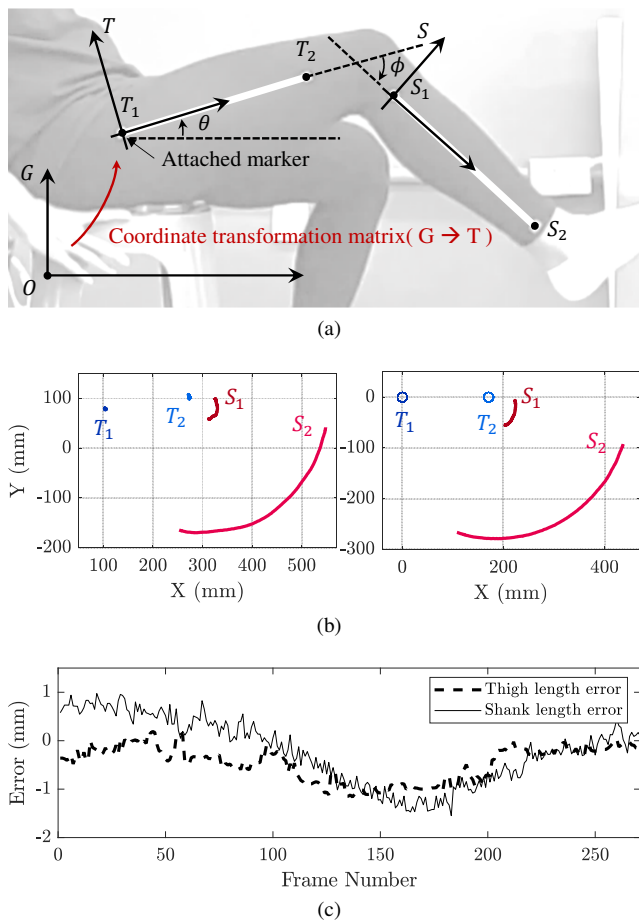 T
T2
S
ϕ
S1
T1
θ
Attached marker
G
S2
Coordinate transformation matrix( G → T )
O
(a)
100
0
-100
-200
Y (mm)
T1
T2
S1
S2
100 200 300 400 500
X (mm)
0
-100
-200
-300
T1
T2
S1
S2
0 200 400
X (mm)
(b)
1
0
-1
-2
Error (mm)
Thigh length error
Shank length error
0 50 100 150 200 250
Frame Number
(c)